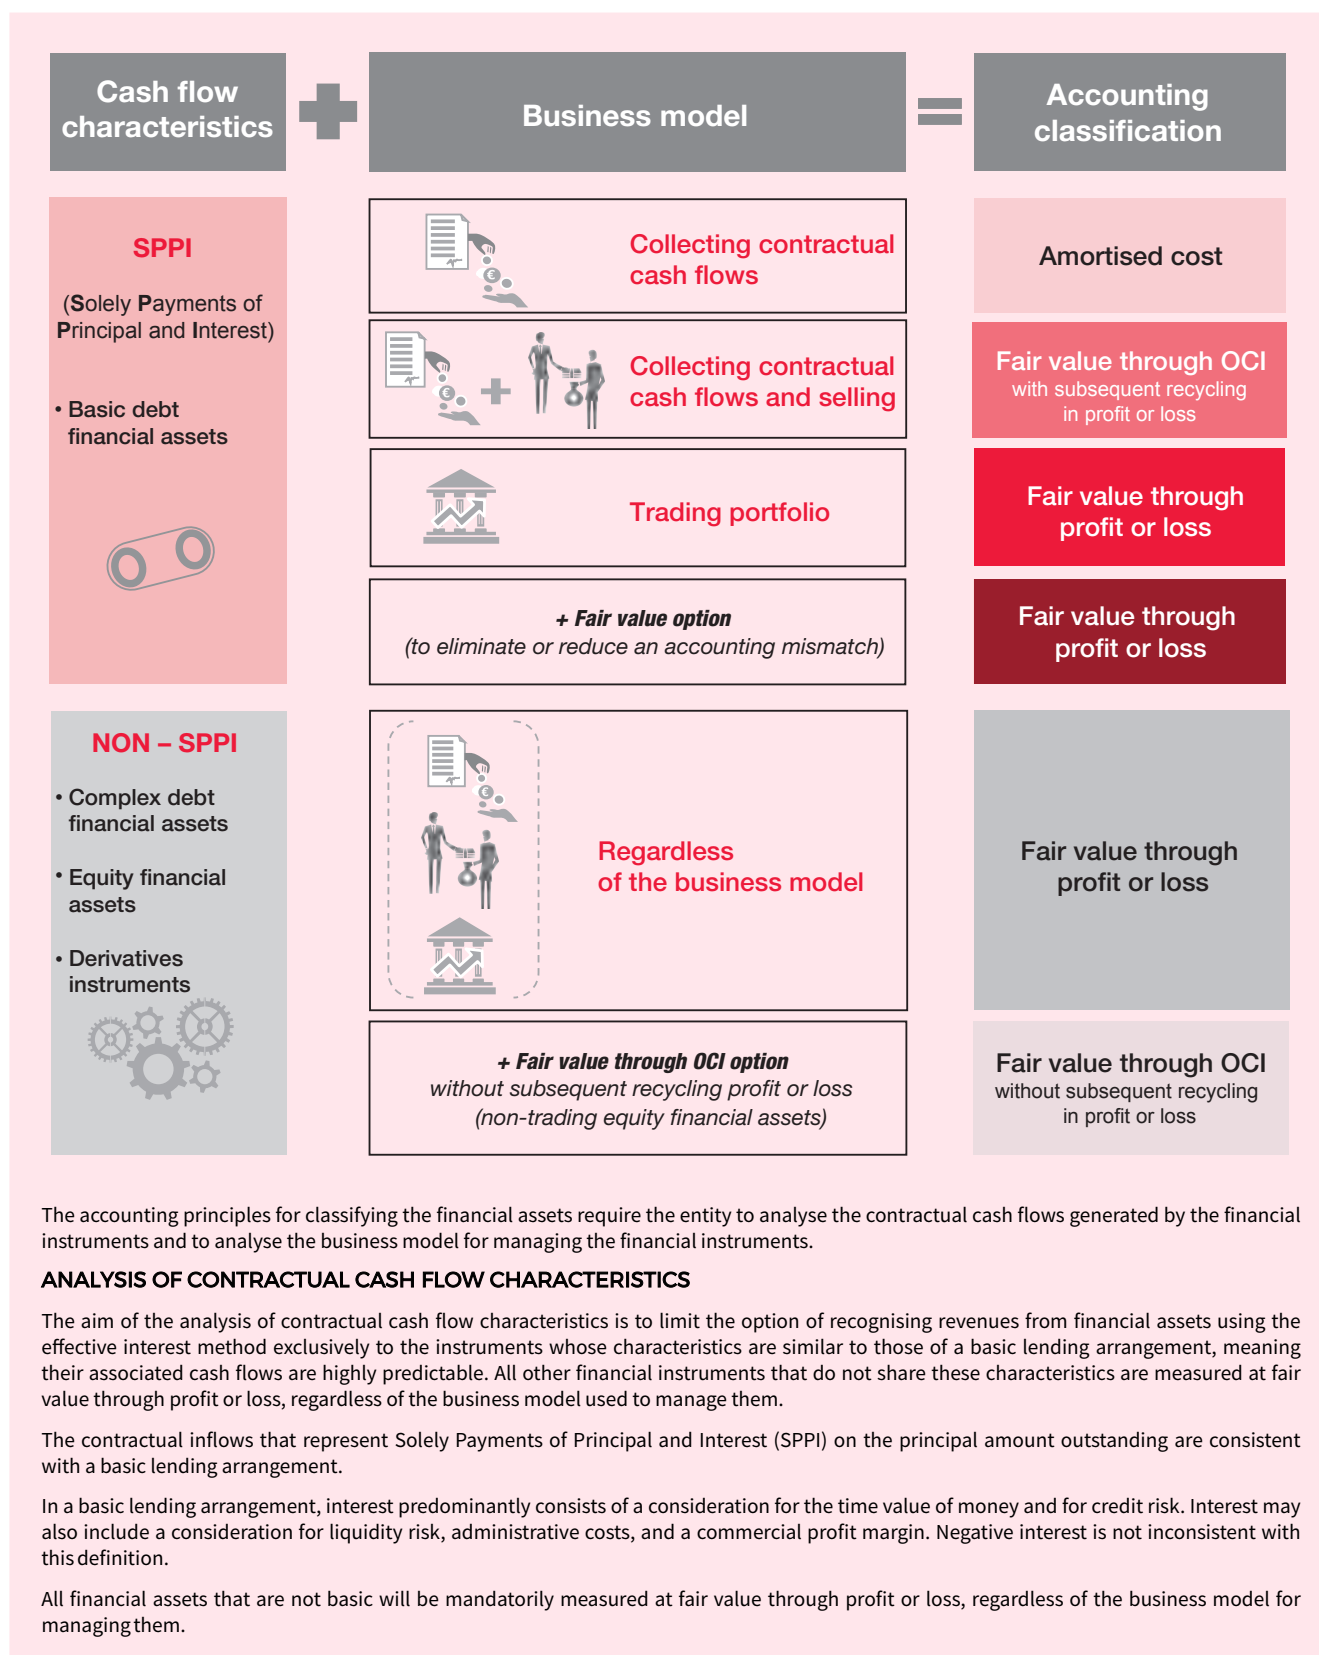 Cash flow
characteristics
Business model
Accounting
classification
SPPI
(Solely Payments of
Principal and Interest)
• Basic debt
financial assets
Collecting contractual
cash flows
Amortised cost
Collecting contractual
cash flows and selling
Fair value through OCI
with subsequent recycling
in profit or loss
Trading portfolio
Fair value through
profit or loss
+ Fair value option
(to eliminate or reduce an accounting mismatch)
Fair value through
profit or loss
NON – SPPI
• Complex debt
financial assets
• Equity financial
assets
• Derivatives
instruments
Regardless
of the business model
Fair value through
profit or loss
+ Fair value through OCI option
without subsequent recycling profit or loss
(non-trading equity financial assets)
Fair value through OCI
without subsequent recycling
in profit or loss
The accounting principles for classifying the financial assets require the entity to analyse the contractual cash flows generated by the financial
instruments and to analyse the business model for managing the financial instruments.
ANALYSIS OF CONTRACTUAL CASH FLOW CHARACTERISTICS
The aim of the analysis of contractual cash flow characteristics is to limit the option of recognising revenues from financial assets using the
effective interest method exclusively to the instruments whose characteristics are similar to those of a basic lending arrangement, meaning
their associated cash flows are highly predictable. All other financial instruments that do not share these characteristics are measured at fair
value through profit or loss, regardless of the business model used to manage them.
The contractual inflows that represent Solely Payments of Principal and Interest (SPPI) on the principal amount outstanding are consistent
with a basic lending arrangement.
In a basic lending arrangement, interest predominantly consists of a consideration for the time value of money and for credit risk. Interest may
also include a consideration for liquidity risk, administrative costs, and a commercial profit margin. Negative interest is not inconsistent with
this definition.
All financial assets that are not basic will be mandatorily measured at fair value through profit or loss, regardless of the business model for
managing them.